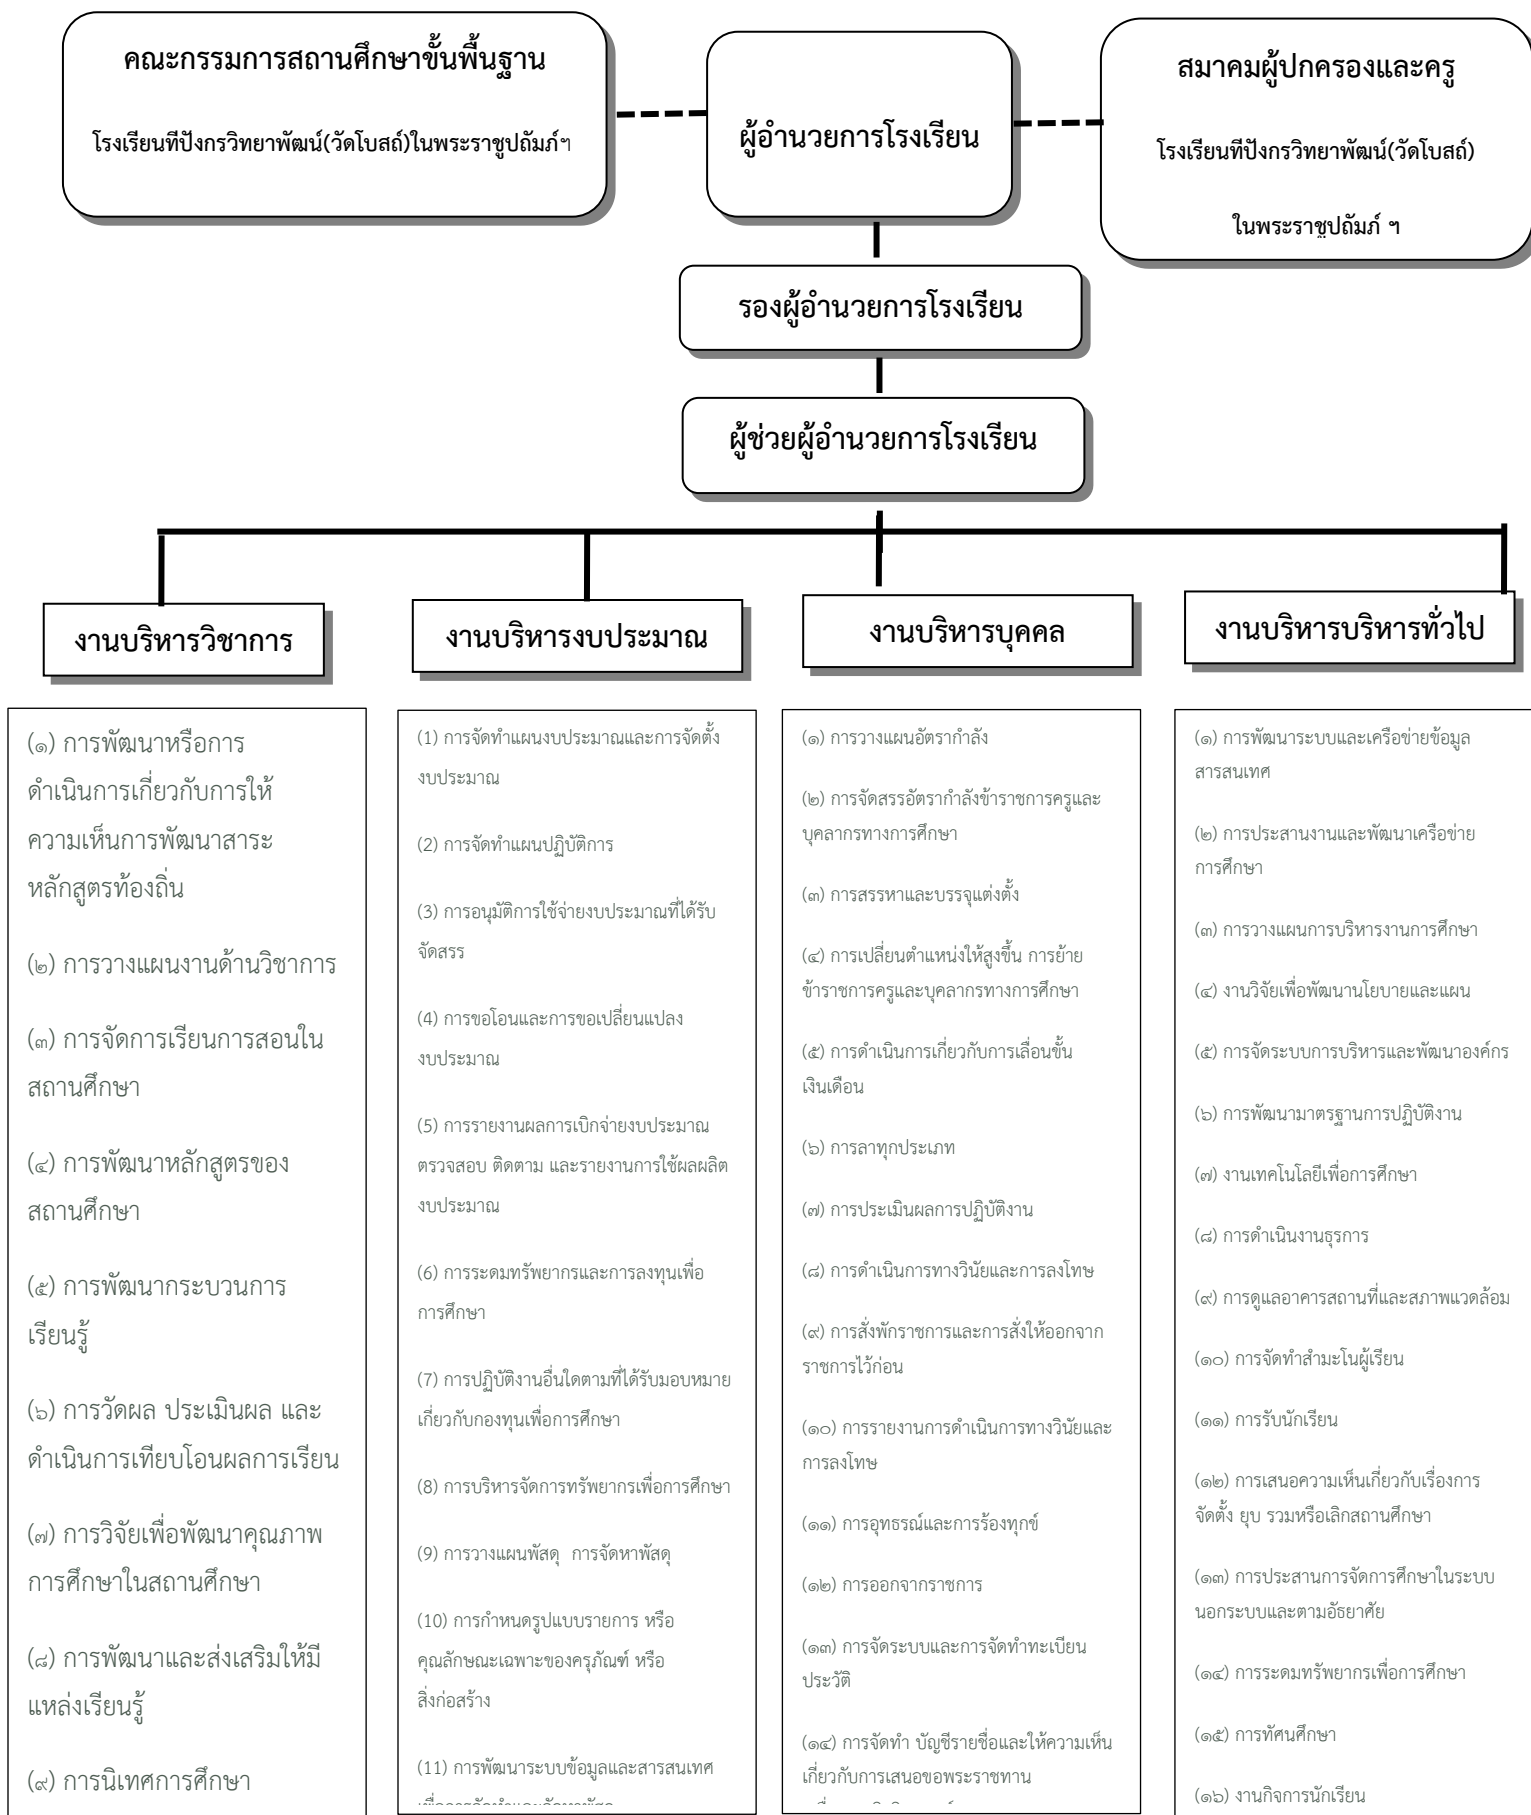 คณะกรรมการสถานศึกษาขั้นพื้นฐาน
โรงเรียนทีปังกรวิทยาพัฒน์(วัดโบสถ์)ในพระราชูปถัมภ์ฯ
ผู้อำนวยการโรงเรียน
สมาคมผู้ปกครองและครู
โรงเรียนทีปังกรวิทยาพัฒน์(วัดโบสถ์)
ในพระราชูปถัมภ์ ฯ
รองผู้อำนวยการโรงเรียน
ผู้ช่วยผู้อำนวยการโรงเรียน
งานบริหารวิชาการ
งานบริหารงบประมาณ
งานบริหารบุคคล
งานบริหารบริหารทั่วไป
(๑) การพัฒนาหรือการ
ดำเนินการเกี่ยวกับการให้
ความเห็นการพัฒนาสาระ
หลักสูตรท้องถิ่น
(๒) การวางแผนงานด้านวิชาการ
(๓) การจัดการเรียนการสอนใน
สถานศึกษา
(๔) การพัฒนาหลักสูตรของ
สถานศึกษา
(๕) การพัฒนากระบวนการ
เรียนรู้
(๖) การวัดผล ประเมินผล และ
ดำเนินการเทียบโอนผลการเรียน
(๗) การวิจัยเพื่อพัฒนาคุณภาพ
การศึกษาในสถานศึกษา
(๘) การพัฒนาและส่งเสริมให้มี
แหล่งเรียนรู้
(๙) การนิเทศการศึกษา
(1) การจัดทำแผนงบประมาณและการจัดตั้ง
งบประมาณ
(2) การจัดทำแผนปฏิบัติการ
(3) การอนุมัติการใช้จ่ายงบประมาณที่ได้รับ
จัดสรร
(4) การขอโอนและการขอเปลี่ยนแปลง
งบประมาณ
(5) การรายงานผลการเบิกจ่ายงบประมาณ
ตรวจสอบ ติดตาม และรายงานการใช้ผลผลิต
งบประมาณ
(6) การระดมทรัพยากรและการลงทุนเพื่อ
การศึกษา
(7) การปฏิบัติงานอื่นใดตามที่ได้รับมอบหมาย
เกี่ยวกับกองทุนเพื่อการศึกษา
(8) การบริหารจัดการทรัพยากรเพื่อการศึกษา
(9) การวางแผนพัสดุ การจัดหาพัสดุ
(10) การกำหนดรูปแบบรายการ หรือ
คุณลักษณะเฉพาะของครุภัณฑ์ หรือ
สิ่งก่อสร้าง
(11) การพัฒนาระบบข้อมูลและสารสนเทศ
(๑) การวางแผนอัตรากำลัง
(๒) การจัดสรรอัตรากำลังข้าราชการครูและ
บุคลากรทางการศึกษา
(๓) การสรรหาและบรรจุแต่งตั้ง
(๔) การเปลี่ยนตำแหน่งให้สูงขึ้น การย้าย
ข้าราชการครูและบุคลากรทางการศึกษา
(๕) การดำเนินการเกี่ยวกับการเลื่อนขั้น
เงินเดือน
(๖) การลาทุกประเภท
(๗) การประเมินผลการปฏิบัติงาน
(๘) การดำเนินการทางวินัยและการลงโทษ
(๙) การสั่งพักราชการและการสั่งให้ออกจาก
ราชการไว้ก่อน
(๑๐) การรายงานการดำเนินการทางวินัยและ
การลงโทษ
(๑๑) การอุทธรณ์และการร้องทุกข์
(๑๒) การออกจากราชการ
(๑๓) การจัดระบบและการจัดทำทะเบียน
ประวัติ
(๑๔) การจัดทำ บัญชีรายชื่อและให้ความเห็น
เกี่ยวกับการเสนอขอพระราชทาน
(๑) การพัฒนาระบบและเครือข่ายข้อมูล
สารสนเทศ
(๒) การประสานงานและพัฒนาเครือข่าย
การศึกษา
(๓) การวางแผนการบริหารงานการศึกษา
(๔) งานวิจัยเพื่อพัฒนานโยบายและแผน
(๕) การจัดระบบการบริหารและพัฒนาองค์กร
(๖) การพัฒนามาตรฐานการปฏิบัติงาน
(๗) งานเทคโนโลยีเพื่อการศึกษา
(๘) การดำเนินงานธุรการ
(๙) การดูแลอาคารสถานที่และสภาพแวดล้อม
(๑๐) การจัดทำสำมะโนผู้เรียน
(๑๑) การรับนักเรียน
(๑๒) การเสนอความเห็นเกี่ยวกับเรื่องการ
จัดตั้ง ยุบ รวมหรือเลิกสถานศึกษา
(๑๓) การประสานการจัดการศึกษาในระบบ
นอกระบบและตามอัธยาศัย
(๑๔) การระดมทรัพยากรเพื่อการศึกษา
(๑๕) การทัศนศึกษา
(๑๖) งานกิจการนักเรียน